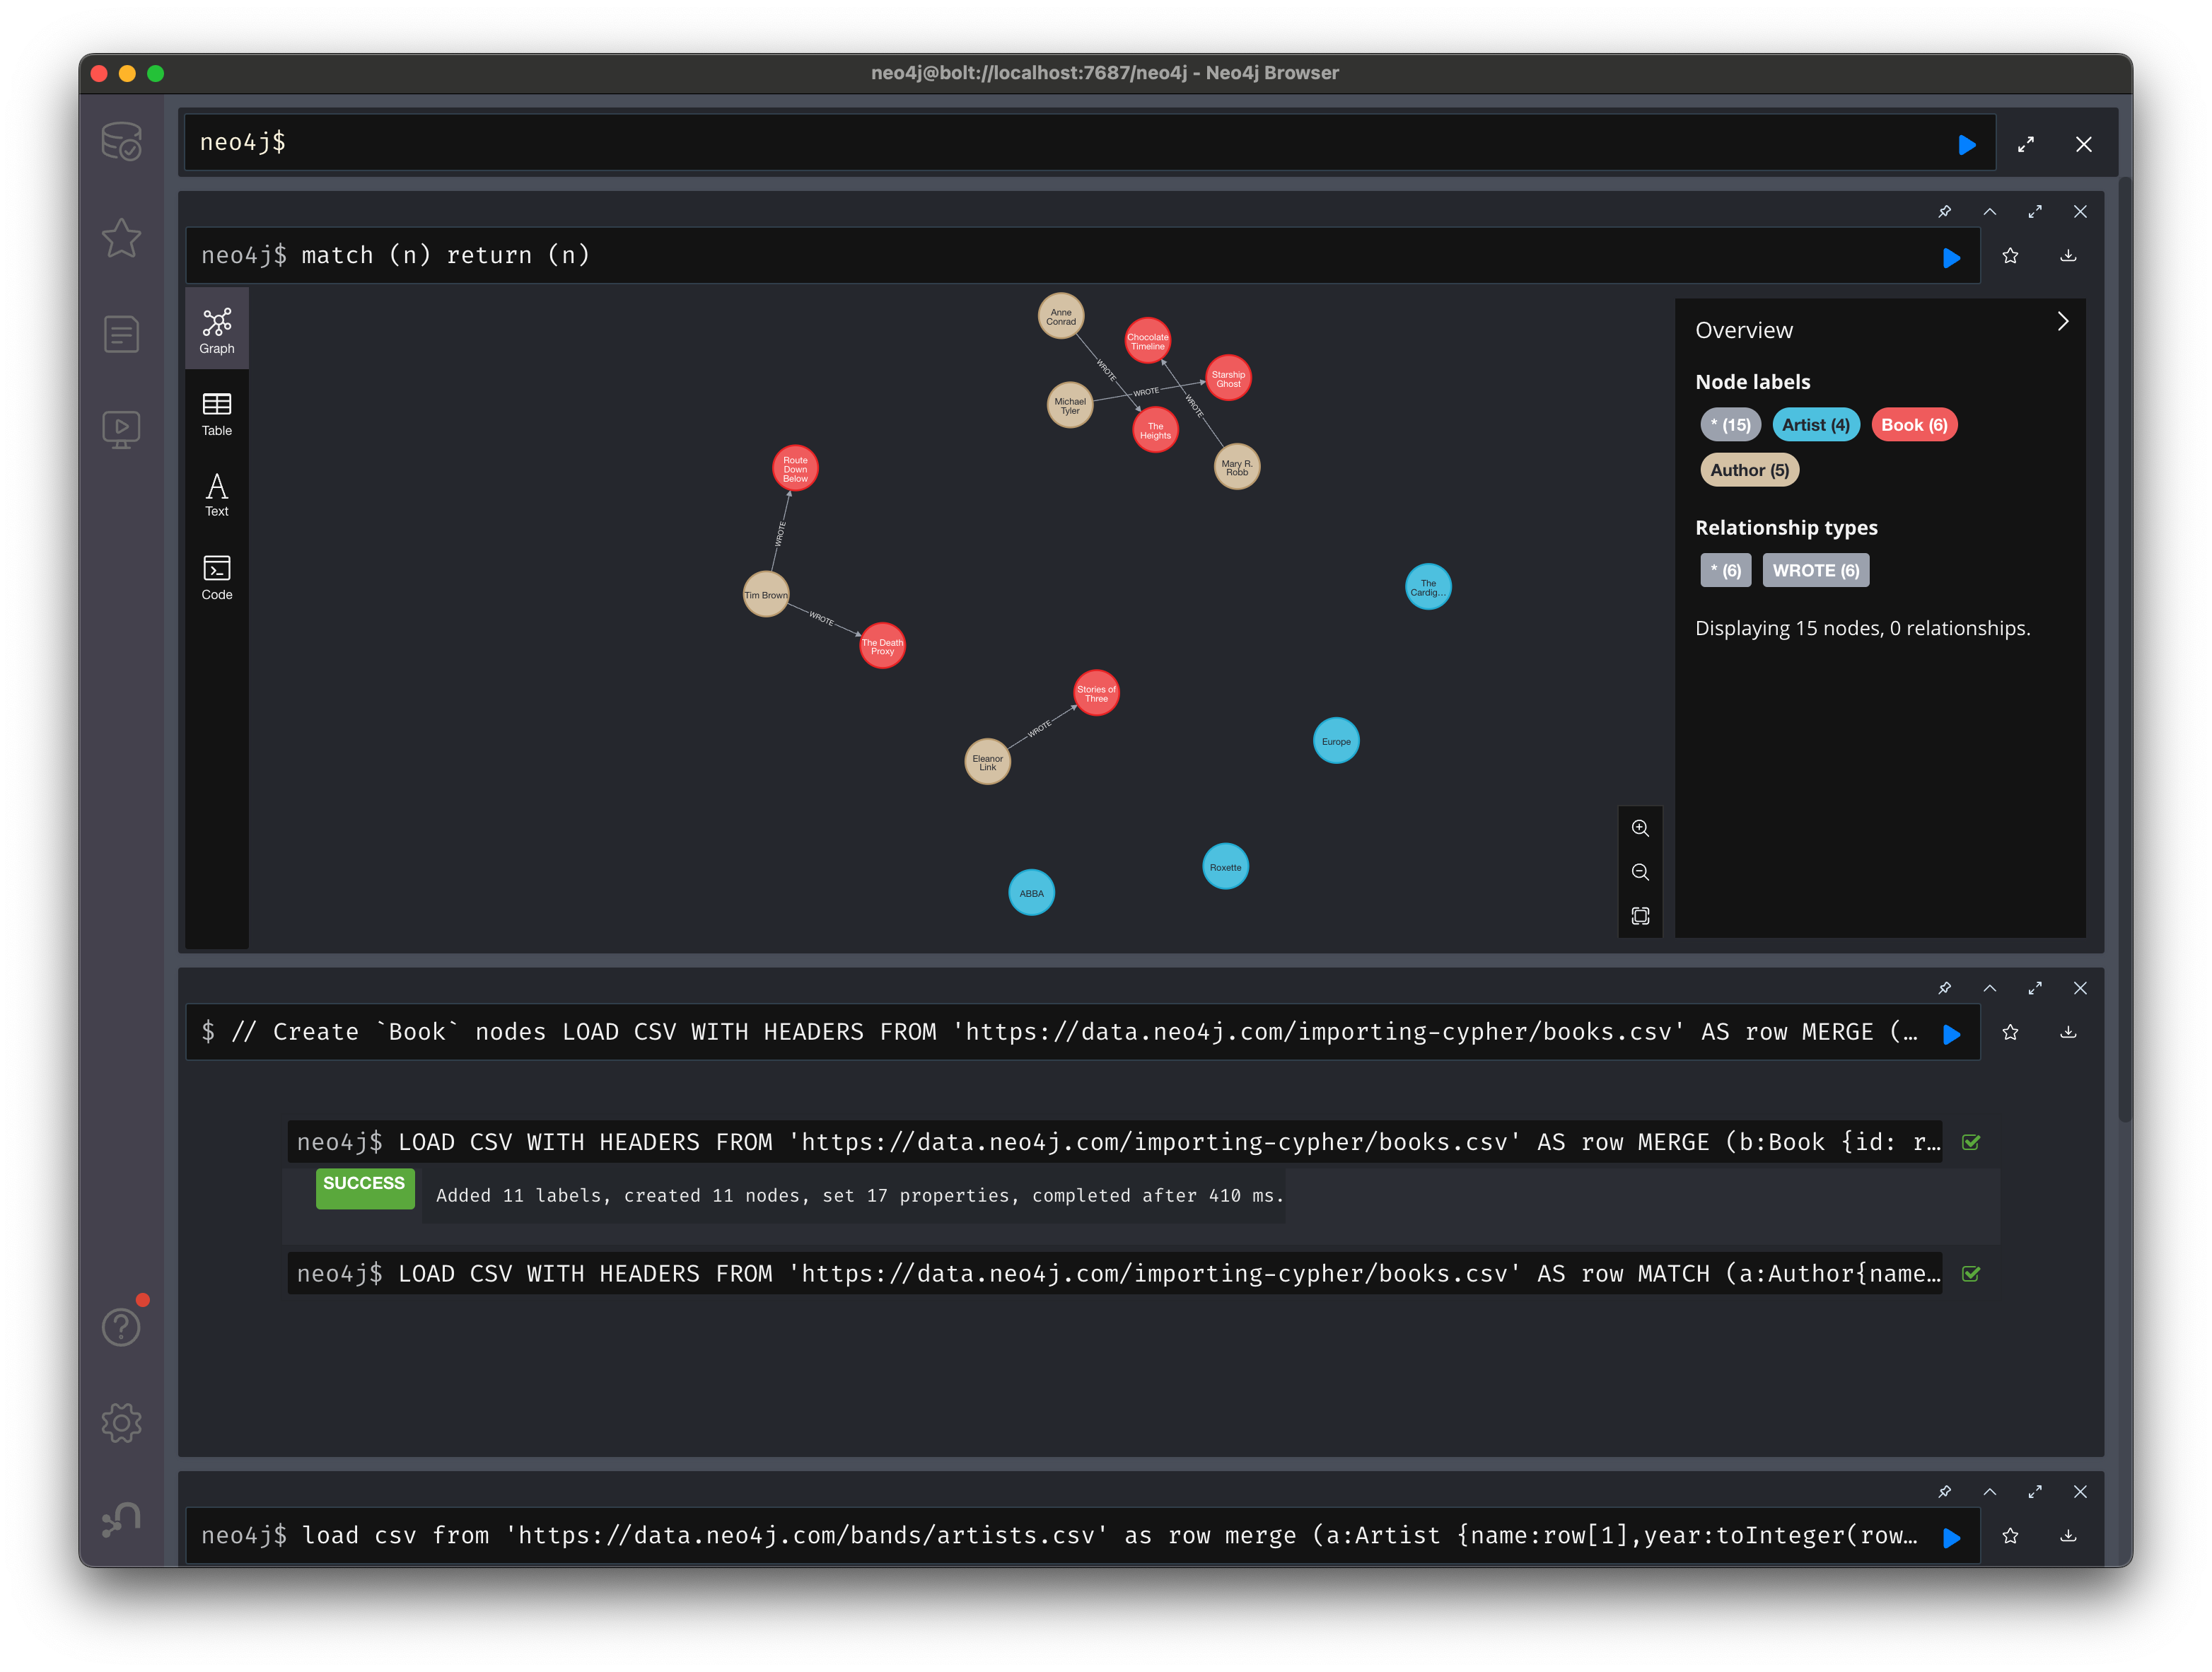 neo4j@bolt://localhost:7687/neo4j - Neo4j Browser
neo4j$
neo4j$ match (n) return (n)
Graph
Table
Text
Code
Anne
Conrad
Chocolate
Timeline
Starship
Ghost
Michael
Tyler
The
Heights
Mary R.
Robb
WROTE
WROTE
WROTE
Route
Down
Below
WROTE
Tim Brown
WROTE
The Death
Proxy
Stories of
Three
WROTE
Eleanor
Link
The
Cardig...
Europe
Roxette
ABBA
Overview
Node labels
* (15) Artist (4) Book (6)
Author (5)
Relationship types
* (6) WROTE (6)
Displaying 15 nodes, 0 relationships.
$ // Create `Book` nodes LOAD CSV WITH HEADERS FROM 'https://data.neo4j.com/importing-cypher/books.csv' AS row MERGE (…
neo4j$ LOAD CSV WITH HEADERS FROM 'https://data.neo4j.com/importing-cypher/books.csv' AS row MERGE (b:Book {id: r…
SUCCESS Added 11 labels, created 11 nodes, set 17 properties, completed after 410 ms.
neo4j$ LOAD CSV WITH HEADERS FROM 'https://data.neo4j.com/importing-cypher/books.csv' AS row MATCH (a:Author{name…
neo4j$ load csv from 'https://data.neo4j.com/bands/artists.csv' as row merge (a:Artist {name:row[1],year:toInteger(row…